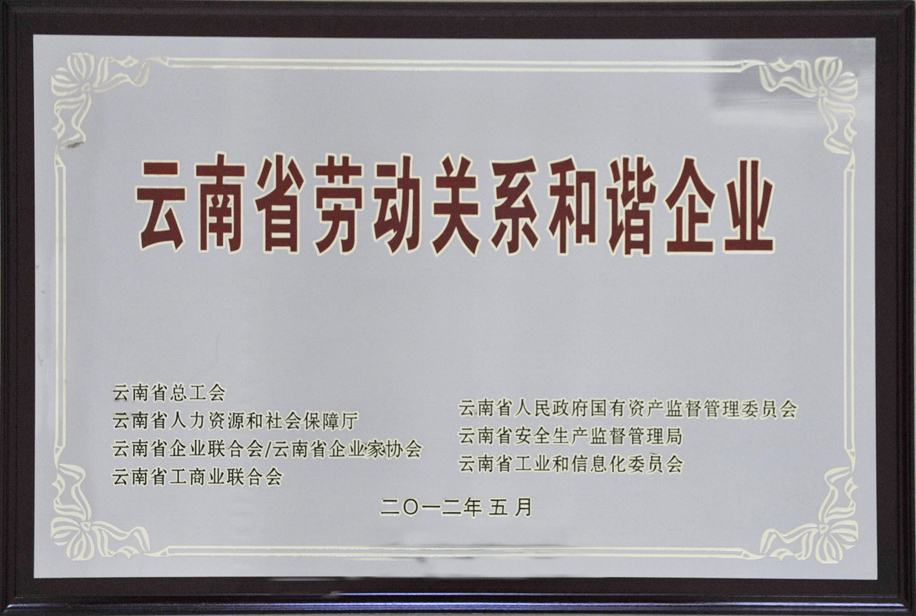 云南省劳动关系和谐企业
云南省总工会
云南省人力资源和社会保障厅
云南省企业联合会/云南省企业家协会
云南省工商业联合会
云南省人民政府国有资产监督管理委员会
云南省安全生产监督管理局
云南省工业和信息化委员会
二〇一二年五月